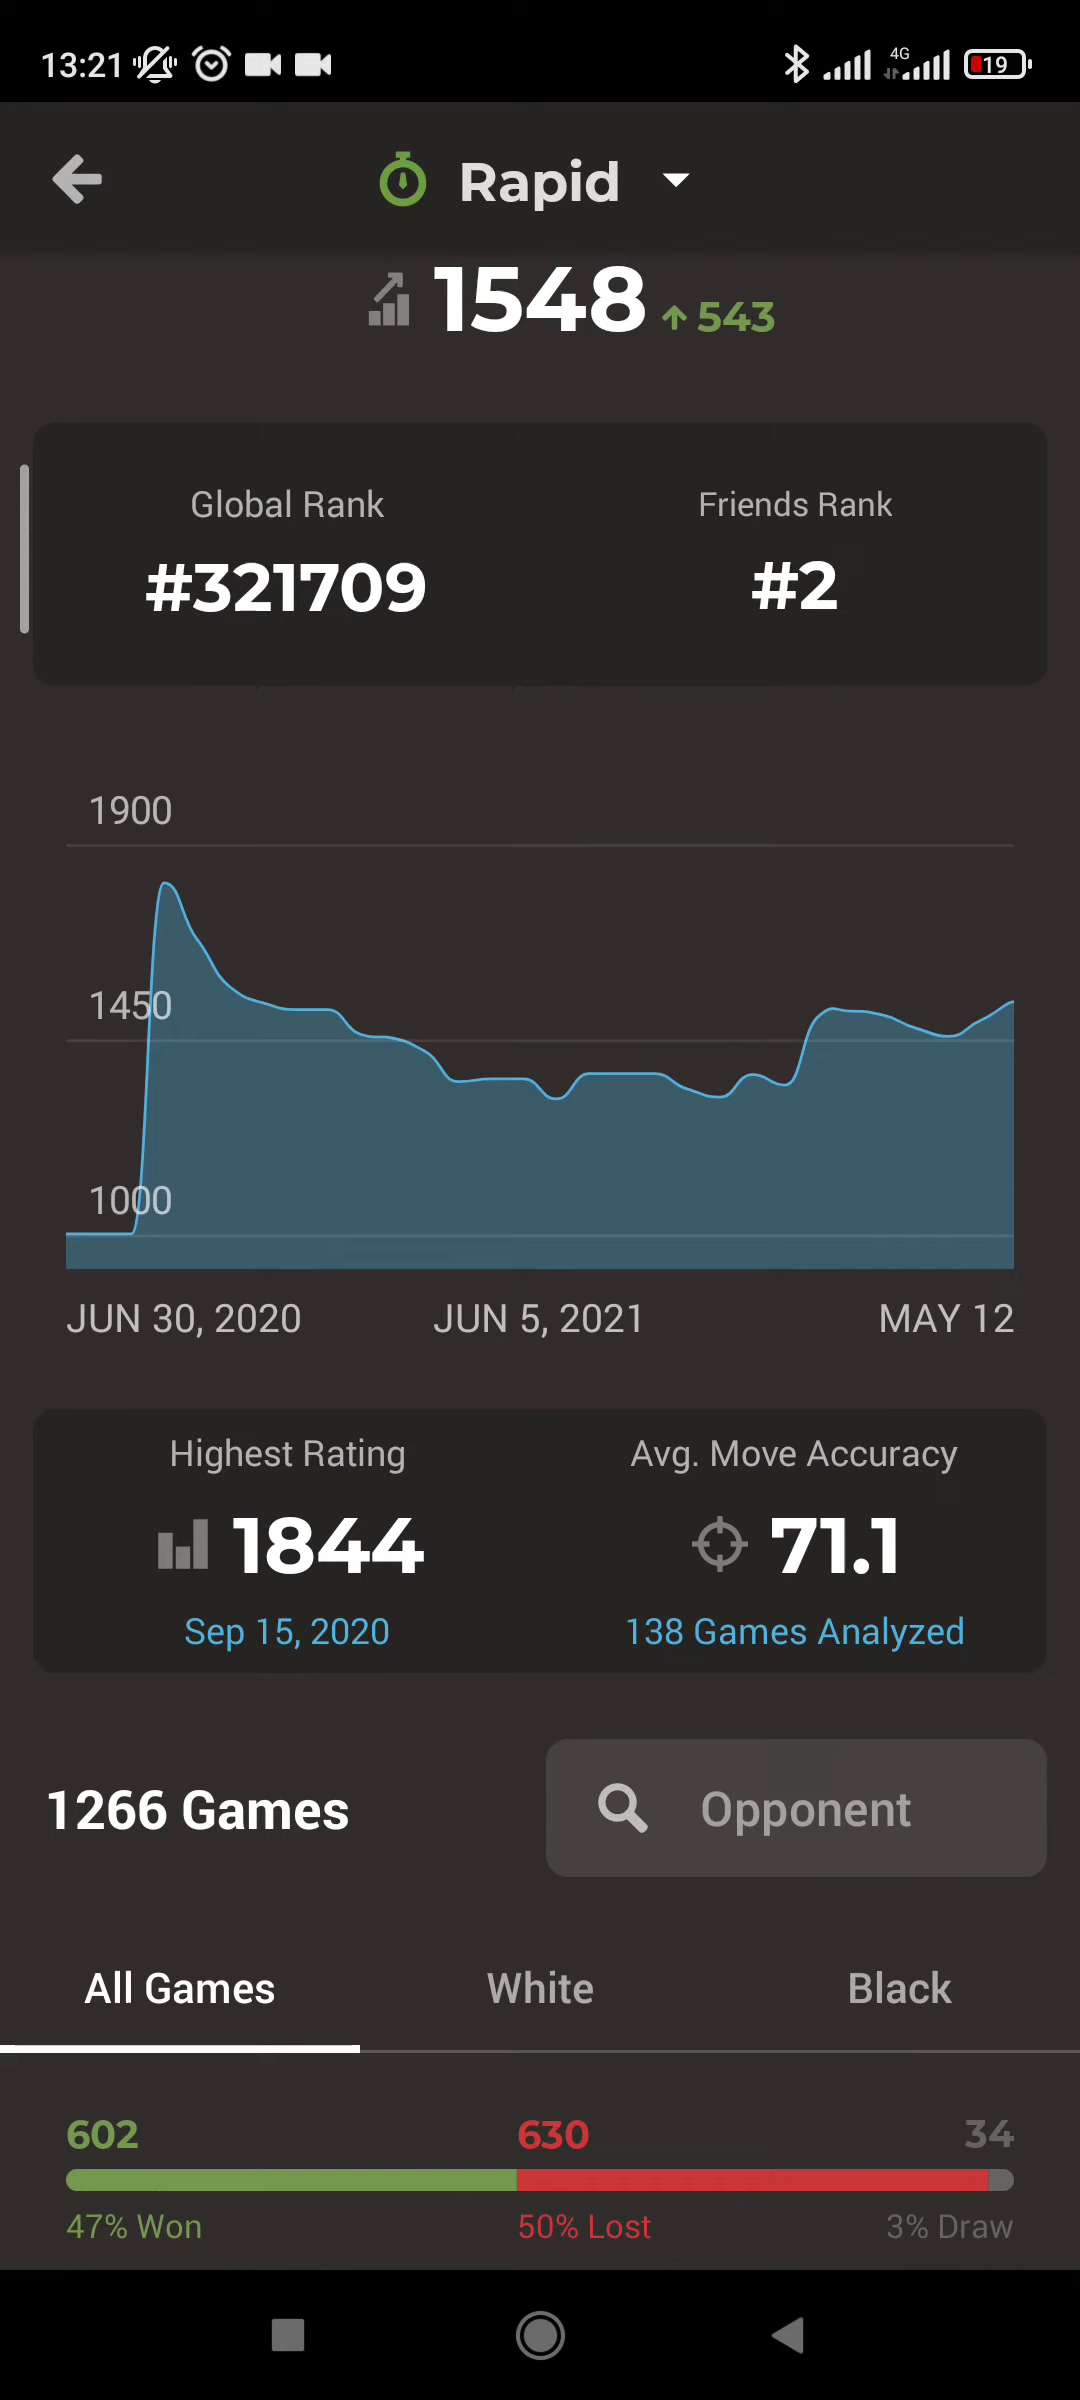 13:21 4G 19
Rapid
1548 543
Global Rank Friends Rank
#321709 #2
1900
1450
1000
JUN 30, 2020 JUN 5, 2021 MAY 12
Highest Rating Avg. Move Accuracy
1844 71.1
Sep 15, 2020 138 Games Analyzed
1266 Games Opponent
All Games White Black
602 630 34
47% Won 50% Lost 3% Draw